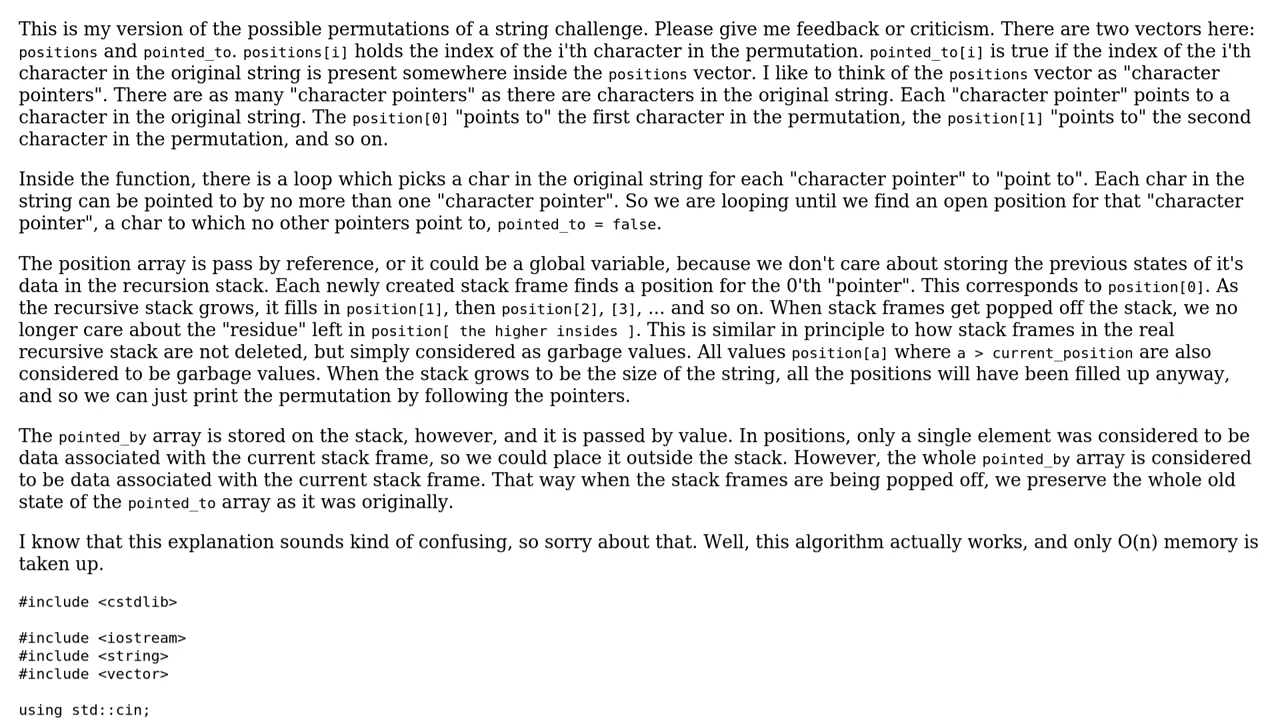 This is my version of the possible permutations of a string challenge. Please give me feedback or criticism. There are two vectors here:
positions and pointed_to. positions[i] holds the index of the i'th character in the permutation. pointed_to[i] is true if the index of the i'th
character in the original string is present somewhere inside the positions vector. I like to think of the positions vector as "character
pointers". There are as many "character pointers" as there are characters in the original string. Each "character pointer" points to a
character in the original string. The position[0] "points to" the first character in the permutation, the position[1] "points to" the second
character in the permutation, and so on.
Inside the function, there is a loop which picks a char in the original string for each "character pointer" to "point to". Each char in the
string can be pointed to by no more than one "character pointer". So we are looping until we find an open position for that "character
pointer", a char to which no other pointers point to, pointed_to = false.
The position array is pass by reference, or it could be a global variable, because we don't care about storing the previous states of it's
data in the recursion stack. Each newly created stack frame finds a position for the 0'th "pointer". This corresponds to position[0]. As
the recursive stack grows, it fills in position[1], then position[2], [3], ... and so on. When stack frames get popped off the stack, we no
longer care about the "residue" left in position[ the higher insides ]. This is similar in principle to how stack frames in the real
recursive stack are not deleted, but simply considered as garbage values. All values position[a] where a > current_position are also
considered to be garbage values. When the stack grows to be the size of the string, all the positions will have been filled up anyway,
and so we can just print the permutation by following the pointers.
The pointed_by array is stored on the stack, however, and it is passed by value. In positions, only a single element was considered to be
data associated with the current stack frame, so we could place it outside the stack. However, the whole pointed_by array is considered
to be data associated with the current stack frame. That way when the stack frames are being popped off, we preserve the whole old
state of the pointed_to array as it was originally.
I know that this explanation sounds kind of confusing, so sorry about that. Well, this algorithm actually works, and only O(n) memory is
taken up.
#include <cstdlib>
#include <iostream>
#include <string>
#include <vector>
using std::cin;